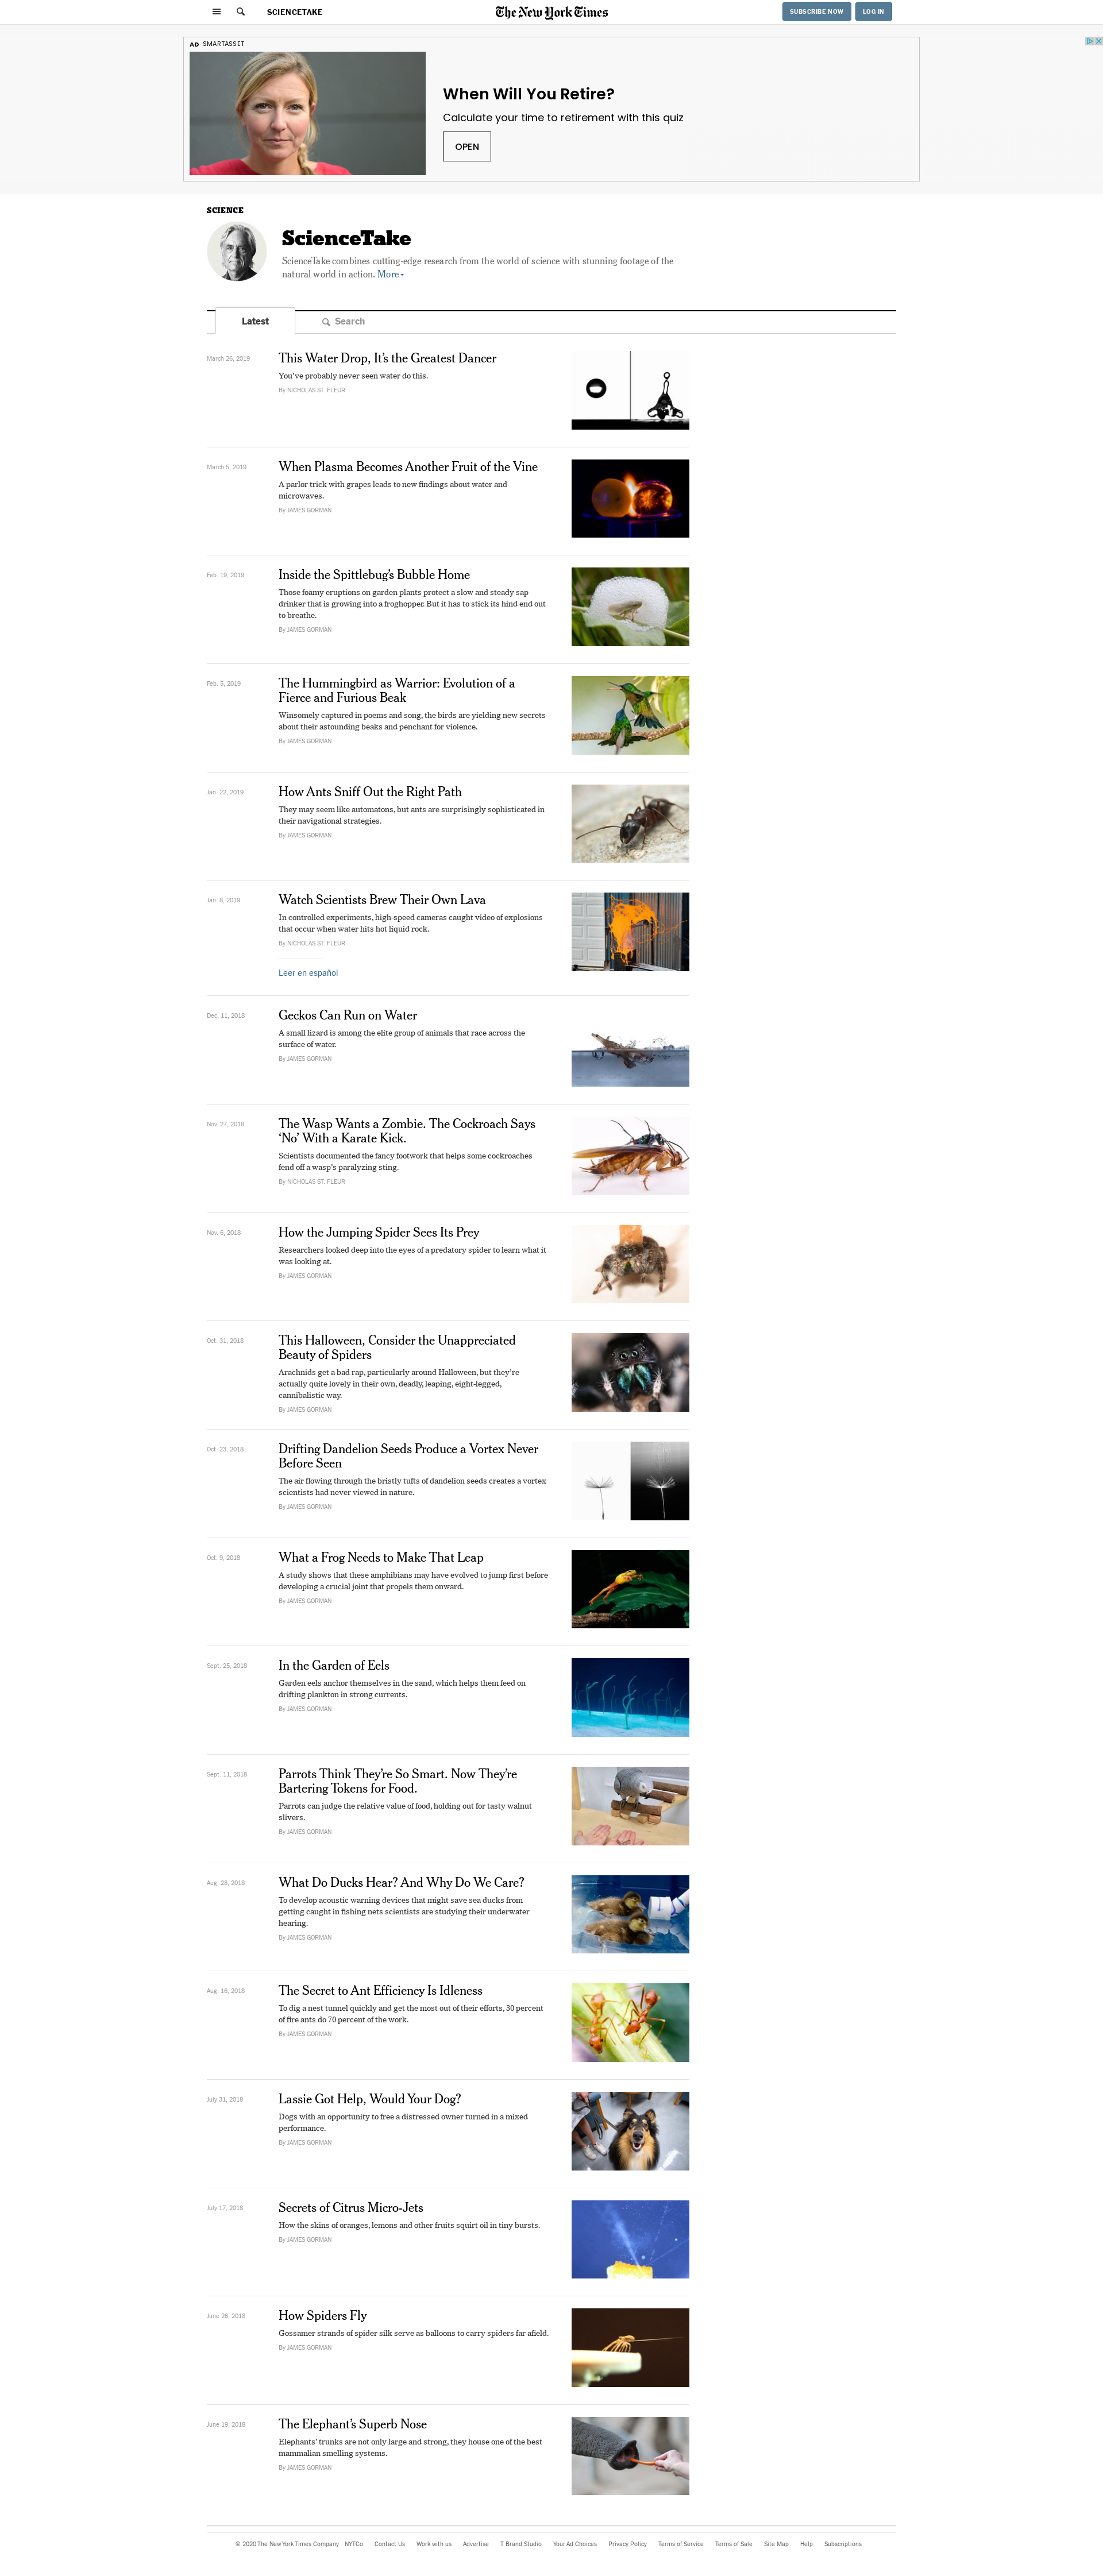 SCIENCETAKE
The New York Times
SUBSCRIBE NOW
LOG IN
AD SMARTASSET
When Will You Retire?
Calculate your time to retirement with this quiz
OPEN
SCIENCE
ScienceTake
ScienceTake combines cutting-edge research from the world of science with stunning footage of the
natural world in action. More
Latest
Search
March 26, 2019
This Water Drop, It’s the Greatest Dancer
You’ve probably never seen water do this.
By NICHOLAS ST. FLEUR
March 5, 2019
When Plasma Becomes Another Fruit of the Vine
A parlor trick with grapes leads to new findings about water and
microwaves.
By JAMES GORMAN
Feb. 19, 2019
Inside the Spittlebug’s Bubble Home
Those foamy eruptions on garden plants protect a slow and steady sap
drinker that is growing into a froghopper. But it has to stick its hind end out
to breathe.
By JAMES GORMAN
Feb. 5, 2019
The Hummingbird as Warrior: Evolution of a
Fierce and Furious Beak
Winsomely captured in poems and song, the birds are yielding new secrets
about their astounding beaks and penchant for violence.
By JAMES GORMAN
Jan. 22, 2019
How Ants Sniff Out the Right Path
They may seem like automatons, but ants are surprisingly sophisticated in
their navigational strategies.
By JAMES GORMAN
Jan. 8, 2019
Watch Scientists Brew Their Own Lava
In controlled experiments, high-speed cameras caught video of explosions
that occur when water hits hot liquid rock.
By NICHOLAS ST. FLEUR
Leer en español
Dec. 11, 2018
Geckos Can Run on Water
A small lizard is among the elite group of animals that race across the
surface of water.
By JAMES GORMAN
Nov. 27, 2018
The Wasp Wants a Zombie. The Cockroach Says
‘No’ With a Karate Kick.
Scientists documented the fancy footwork that helps some cockroaches
fend off a wasp’s paralyzing sting.
By NICHOLAS ST. FLEUR
Nov. 6, 2018
How the Jumping Spider Sees Its Prey
Researchers looked deep into the eyes of a predatory spider to learn what it
was looking at.
By JAMES GORMAN
Oct. 31, 2018
This Halloween, Consider the Unappreciated
Beauty of Spiders
Arachnids get a bad rap, particularly around Halloween, but they’re
actually quite lovely in their own, deadly, leaping, eight-legged,
cannibalistic way.
By JAMES GORMAN
Oct. 23, 2018
Drifting Dandelion Seeds Produce a Vortex Never
Before Seen
The air flowing through the bristly tufts of dandelion seeds creates a vortex
scientists had never viewed in nature.
By JAMES GORMAN
Oct. 9, 2018
What a Frog Needs to Make That Leap
A study shows that these amphibians may have evolved to jump first before
developing a crucial joint that propels them onward.
By JAMES GORMAN
Sept. 25, 2018
In the Garden of Eels
Garden eels anchor themselves in the sand, which helps them feed on
drifting plankton in strong currents.
By JAMES GORMAN
Sept. 11, 2018
Parrots Think They’re So Smart. Now They’re
Bartering Tokens for Food.
Parrots can judge the relative value of food, holding out for tasty walnut
slivers.
By JAMES GORMAN
Aug. 28, 2018
What Do Ducks Hear? And Why Do We Care?
To develop acoustic warning devices that might save sea ducks from
getting caught in fishing nets scientists are studying their underwater
hearing.
By JAMES GORMAN
Aug. 16, 2018
The Secret to Ant Efficiency Is Idleness
To dig a nest tunnel quickly and get the most out of their efforts, 30 percent
of fire ants do 70 percent of the work.
By JAMES GORMAN
July 31, 2018
Lassie Got Help, Would Your Dog?
Dogs with an opportunity to free a distressed owner turned in a mixed
performance.
By JAMES GORMAN
July 17, 2018
Secrets of Citrus Micro-Jets
How the skins of oranges, lemons and other fruits squirt oil in tiny bursts.
By JAMES GORMAN
June 26, 2018
How Spiders Fly
Gossamer strands of spider silk serve as balloons to carry spiders far afield.
By JAMES GORMAN
June 19, 2018
The Elephant’s Superb Nose
Elephants’ trunks are not only large and strong, they house one of the best
mammalian smelling systems.
By JAMES GORMAN
© 2020 The New York Times Company NYTCo Contact Us Work with us Advertise T Brand Studio Your Ad Choices Privacy Policy Terms of Service Terms of Sale Site Map Help Subscriptions